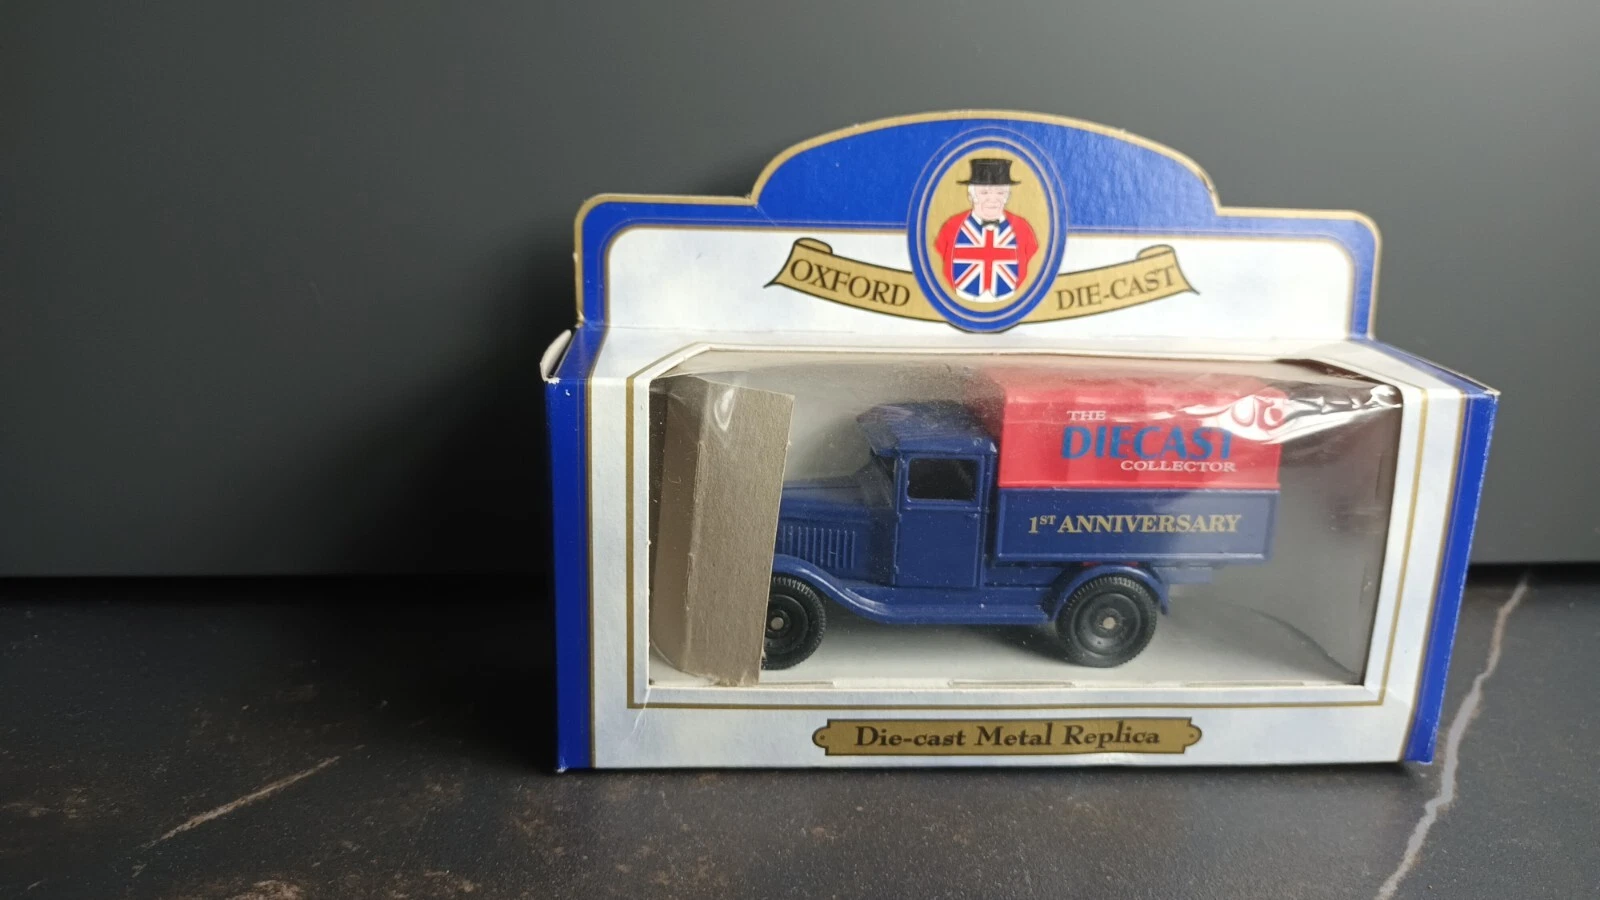 OXFORD DIE-CAST
THE
DIECAST
COLLECTOR
1ST ANNIVERSARY
Die-cast Metal Replica